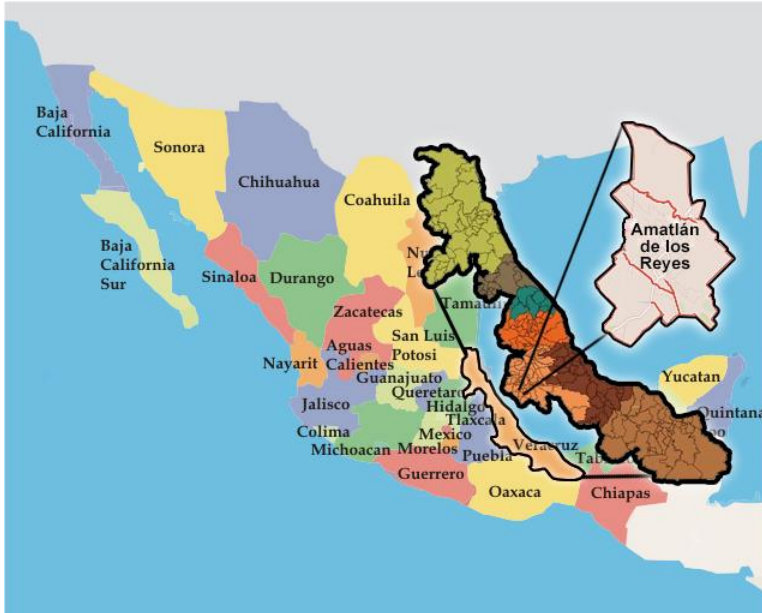 Baja
California
Sonora
Chihuahua
Coahuila
Baja
California
Sur
Sinaloa
Durango
Zacatecas
San Luis
Potosi
Nayarit
Aguas
Calientes
Guanajuato
Queretaro
Hidalgo
Tlaxcala
Jalisco
Colima
Michoacan
Mexico
Morelos
Puebla
Veracruz
Guerrero
Oaxaca
Chiapas
Yucatan
Quintana
Amatlán
de los
Reyes